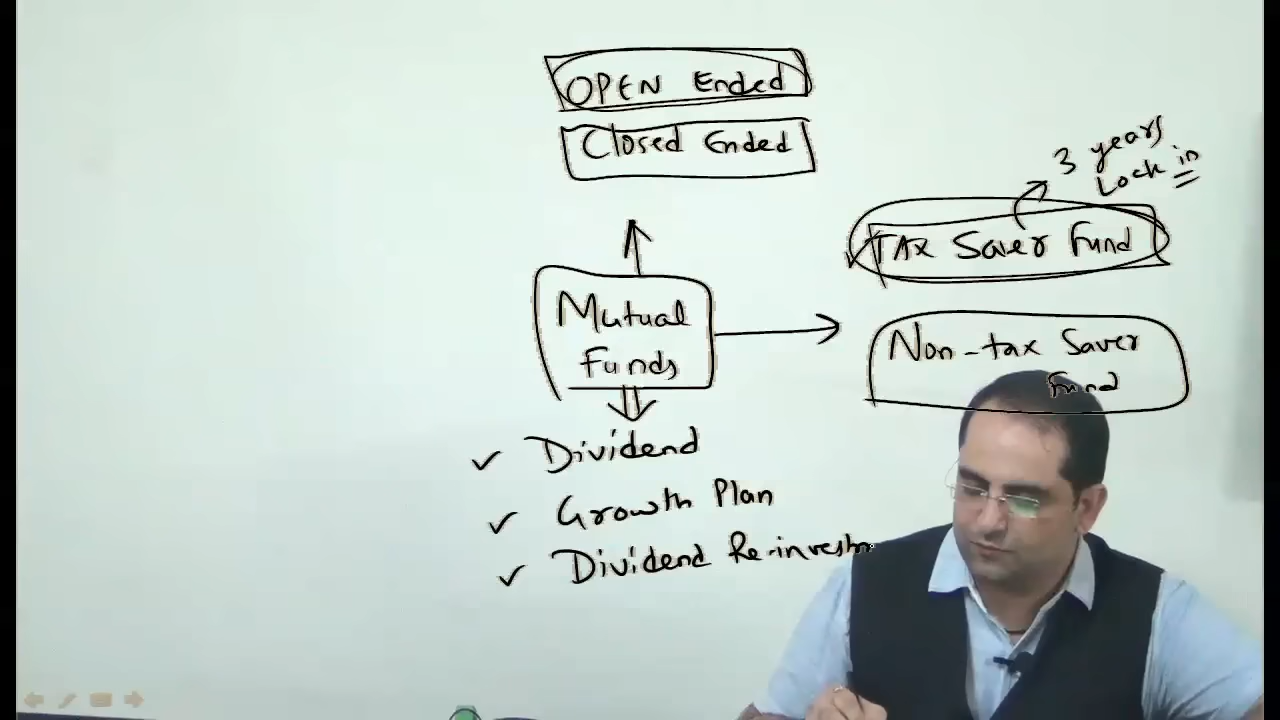 OPEN Ended
Closed Ended
3 years
Lock in
TAX Saver Fund
Mutual
Funds
Non-tax Saver
Fund
Dividend
Growth Plan
Dividend Re-investm